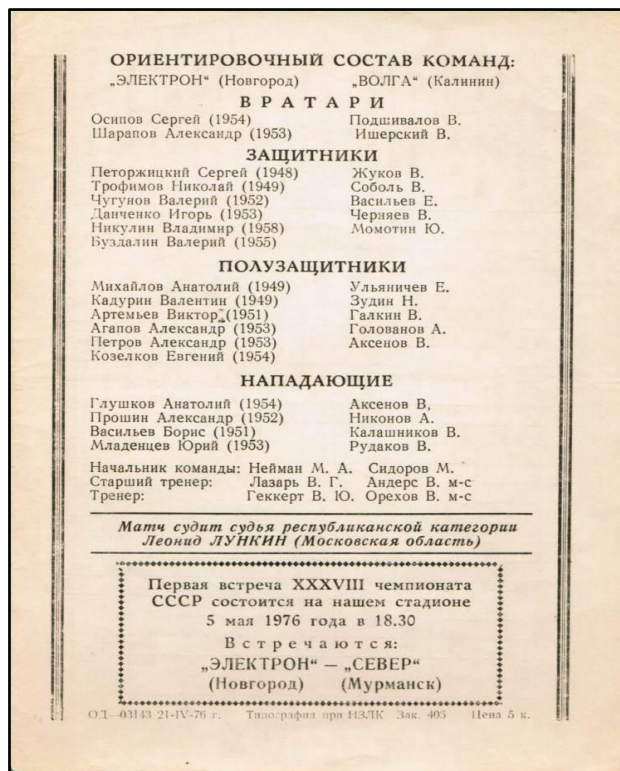 ОРИЕНТИРОВОЧНЫЙ СОСТАВ КОМАНД:
„ЭЛЕКТРОН“ (Новгород) „ВОЛГА“ (Калинин)
ВРАТАРИ
Осипов Сергей (1954) Подшивалов В.
Шарапов Александр (1953) Ишерский В.
ЗАЩИТНИКИ
Петоржицкий Сергей (1948) Жуков В.
Трофимов Николай (1949) Соболь В.
Чугунов Валерий (1952) Васильев Е.
Данченко Игорь (1953) Черняев В.
Никулин Владимир (1958) Момотин Ю.
Буздалин Валерий (1955)
ПОЛУЗАЩИТНИКИ
Михайлов Анатолий (1949) Ульяничев Е.
Кадурин Валентин (1949) Зудин Н.
Артемьев Виктор (1951) Галкин В.
Агапов Александр (1953) Голованов А.
Петров Александр (1953) Аксенов В.
Козелков Евгений (1954)
НАПАДАЮЩИЕ
Глушков Анатолий (1954) Аксенов В,
Прошин Александр (1952) Никонов А.
Васильев Борис (1951) Калашников В.
Младенцев Юрий (1953) Рудаков В.
Начальник команды: Нейман М. А. Сидоров М.
Старший тренер: Лазарь В. Г. Андерс В. м-с
Тренер: Геккерт В. Ю. Орехов В. м-с
Матч судит судья республиканской категории
Леонид ЛУНКИН (Московская область)
Первая встреча XXXVIII чемпионата
СССР состоится на нашем стадионе
5 мая 1976 года в 18.30
Встречаются:
„ЭЛЕКТРОН“ — „СЕВЕР“
(Новгород) (Мурманск)
ОД—03143 21-IV-76 г. Типография при НЗЛК Зак. 405 Цена 5 к.